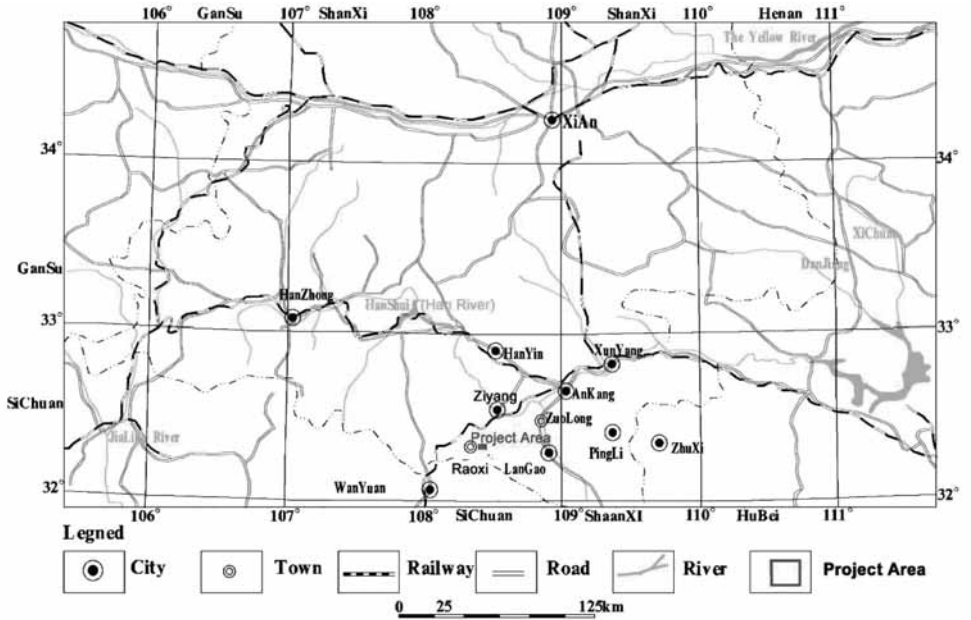 106° GanSu 107° ShanXi 108° 109° ShanXi 110° Henan 111°
The Yellow River
XiAn
34° 34°
XiChuan
GanSu DanJiang
HanZhong HanShui (THan River)
33° 33°
HanYin XunYang
Ziyang AnKang
SiChuan ZuoLong
JiaLing River Project Area PingLi ZhuXi
Raoxi LanGao
32° WanYuan 32°
106° 107° 108° SiChuan 109° ShaanXI 110° HuBei 111°
Legned
City Town Railway Road River Project Area
0 25 125km